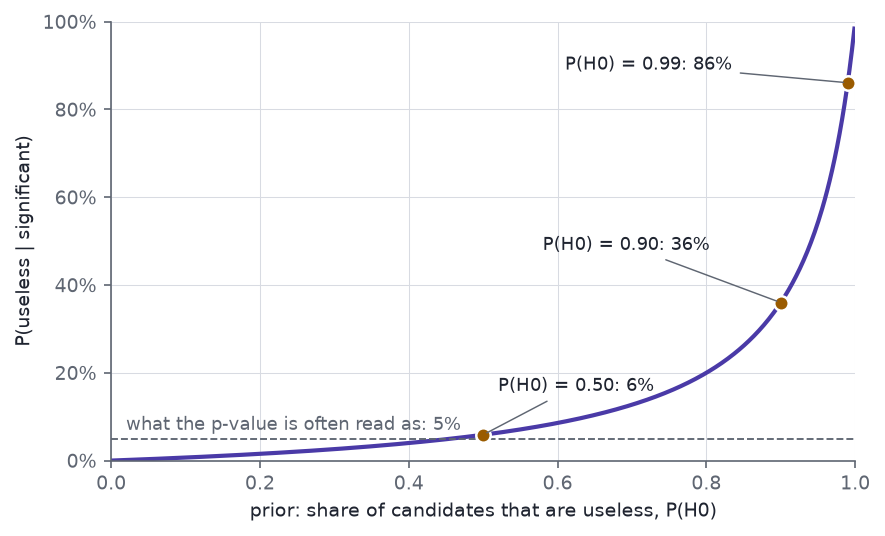 100%
80%
60%
40%
20%
0%
P(useless | significant)
P(H0) = 0.99: 86%
P(H0) = 0.90: 36%
P(H0) = 0.50: 6%
what the p-value is often read as: 5%
0.0 0.2 0.4 0.6 0.8 1.0
prior: share of candidates that are useless, P(H0)